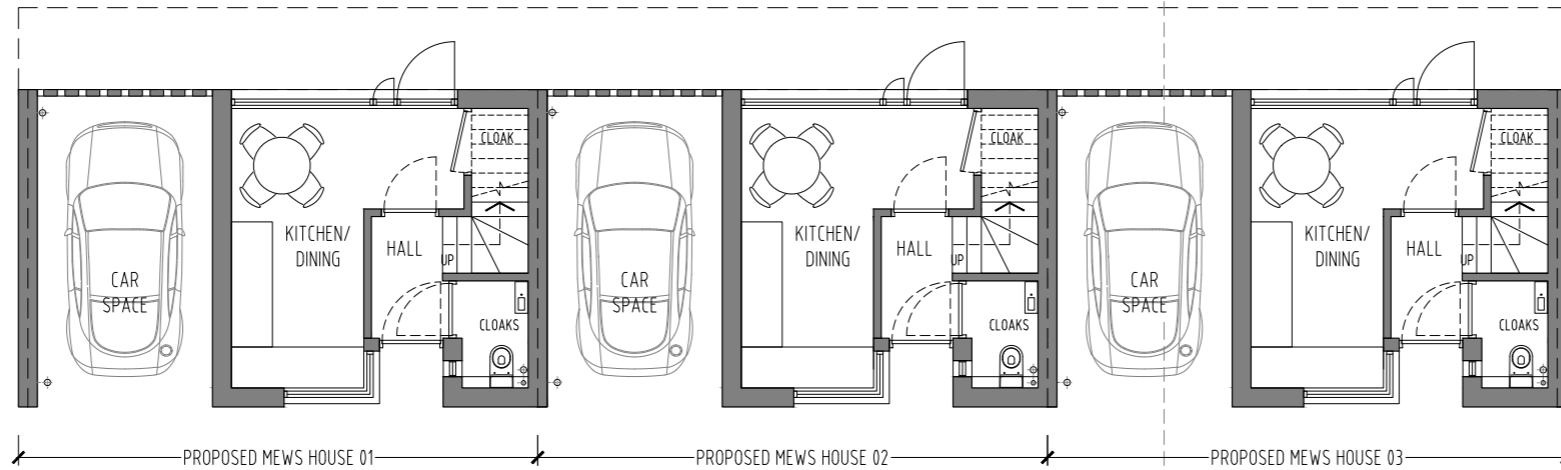 CLOAK
KITCHEN/
DINING
HALL
UP
CAR
SPACE
CLOAKS
CLOAK
KITCHEN/
DINING
HALL
UP
CAR
SPACE
CLOAKS
CLOAK
KITCHEN/
DINING
HALL
UP
CAR
SPACE
CLOAKS
PROPOSED MEWS HOUSE 01
PROPOSED MEWS HOUSE 02
PROPOSED MEWS HOUSE 03